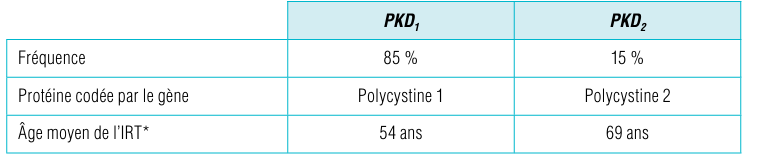 PKD1 PKD2
Fréquence 85 % 15 %
Protéine codée par le gène Polycystine 1 Polycystine 2
Âge moyen de l'IRT* 54 ans 69 ans